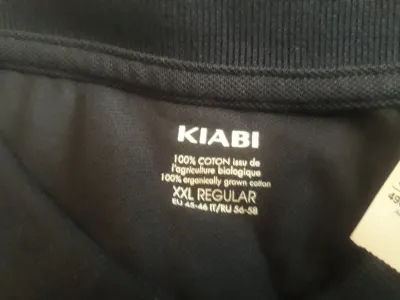 KIABI
100% COTON issu de
l'agriculture biologique
100% organically grown cotton
XXL REGULAR
EU 45-46 IT/RU 56-58
49